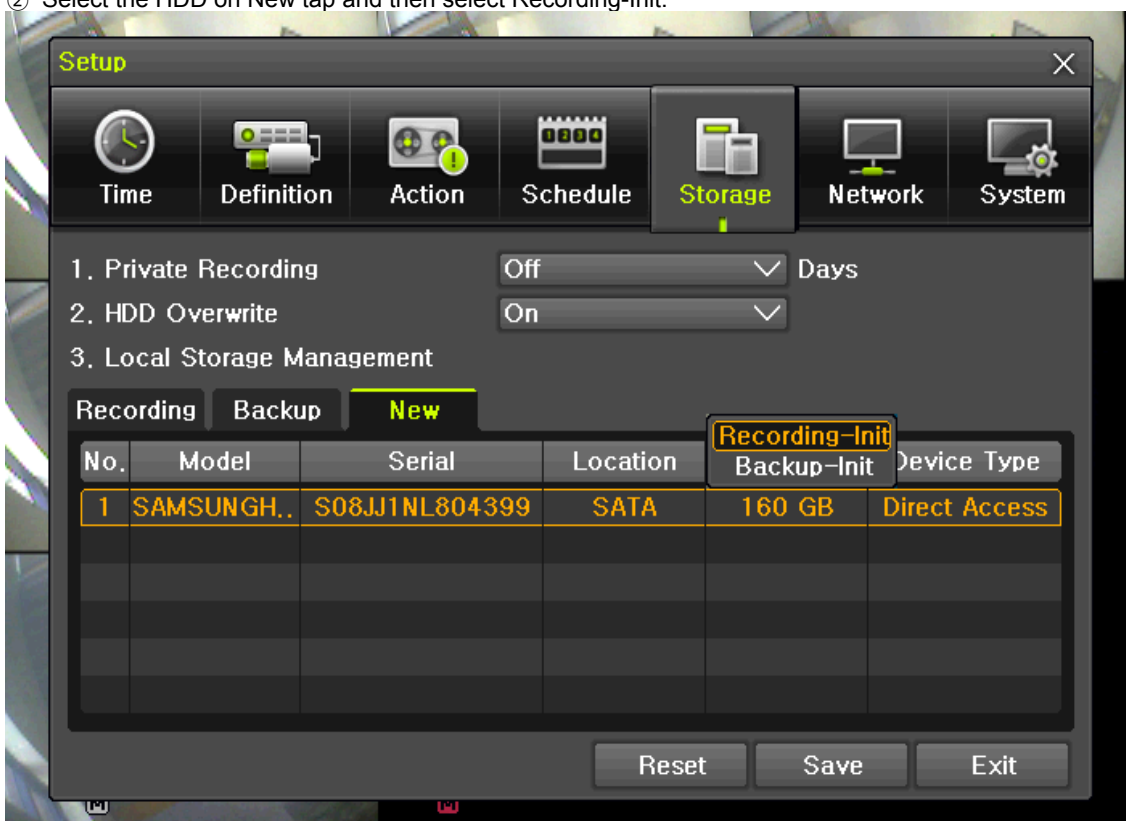 ② Select the HDD on New tap and then select Recording-Init.
Setup
Time Definition Action Schedule Storage Network System
1. Private Recording Off Days
2. HDD Overwrite On
3. Local Storage Management
Recording Backup New
Recording-Init
Backup-Init
No. Model Serial Location Device Type
1 SAMSUNGH.. S08JJ1NL804399 SATA 160 GB Direct Access
Reset Save Exit
M M